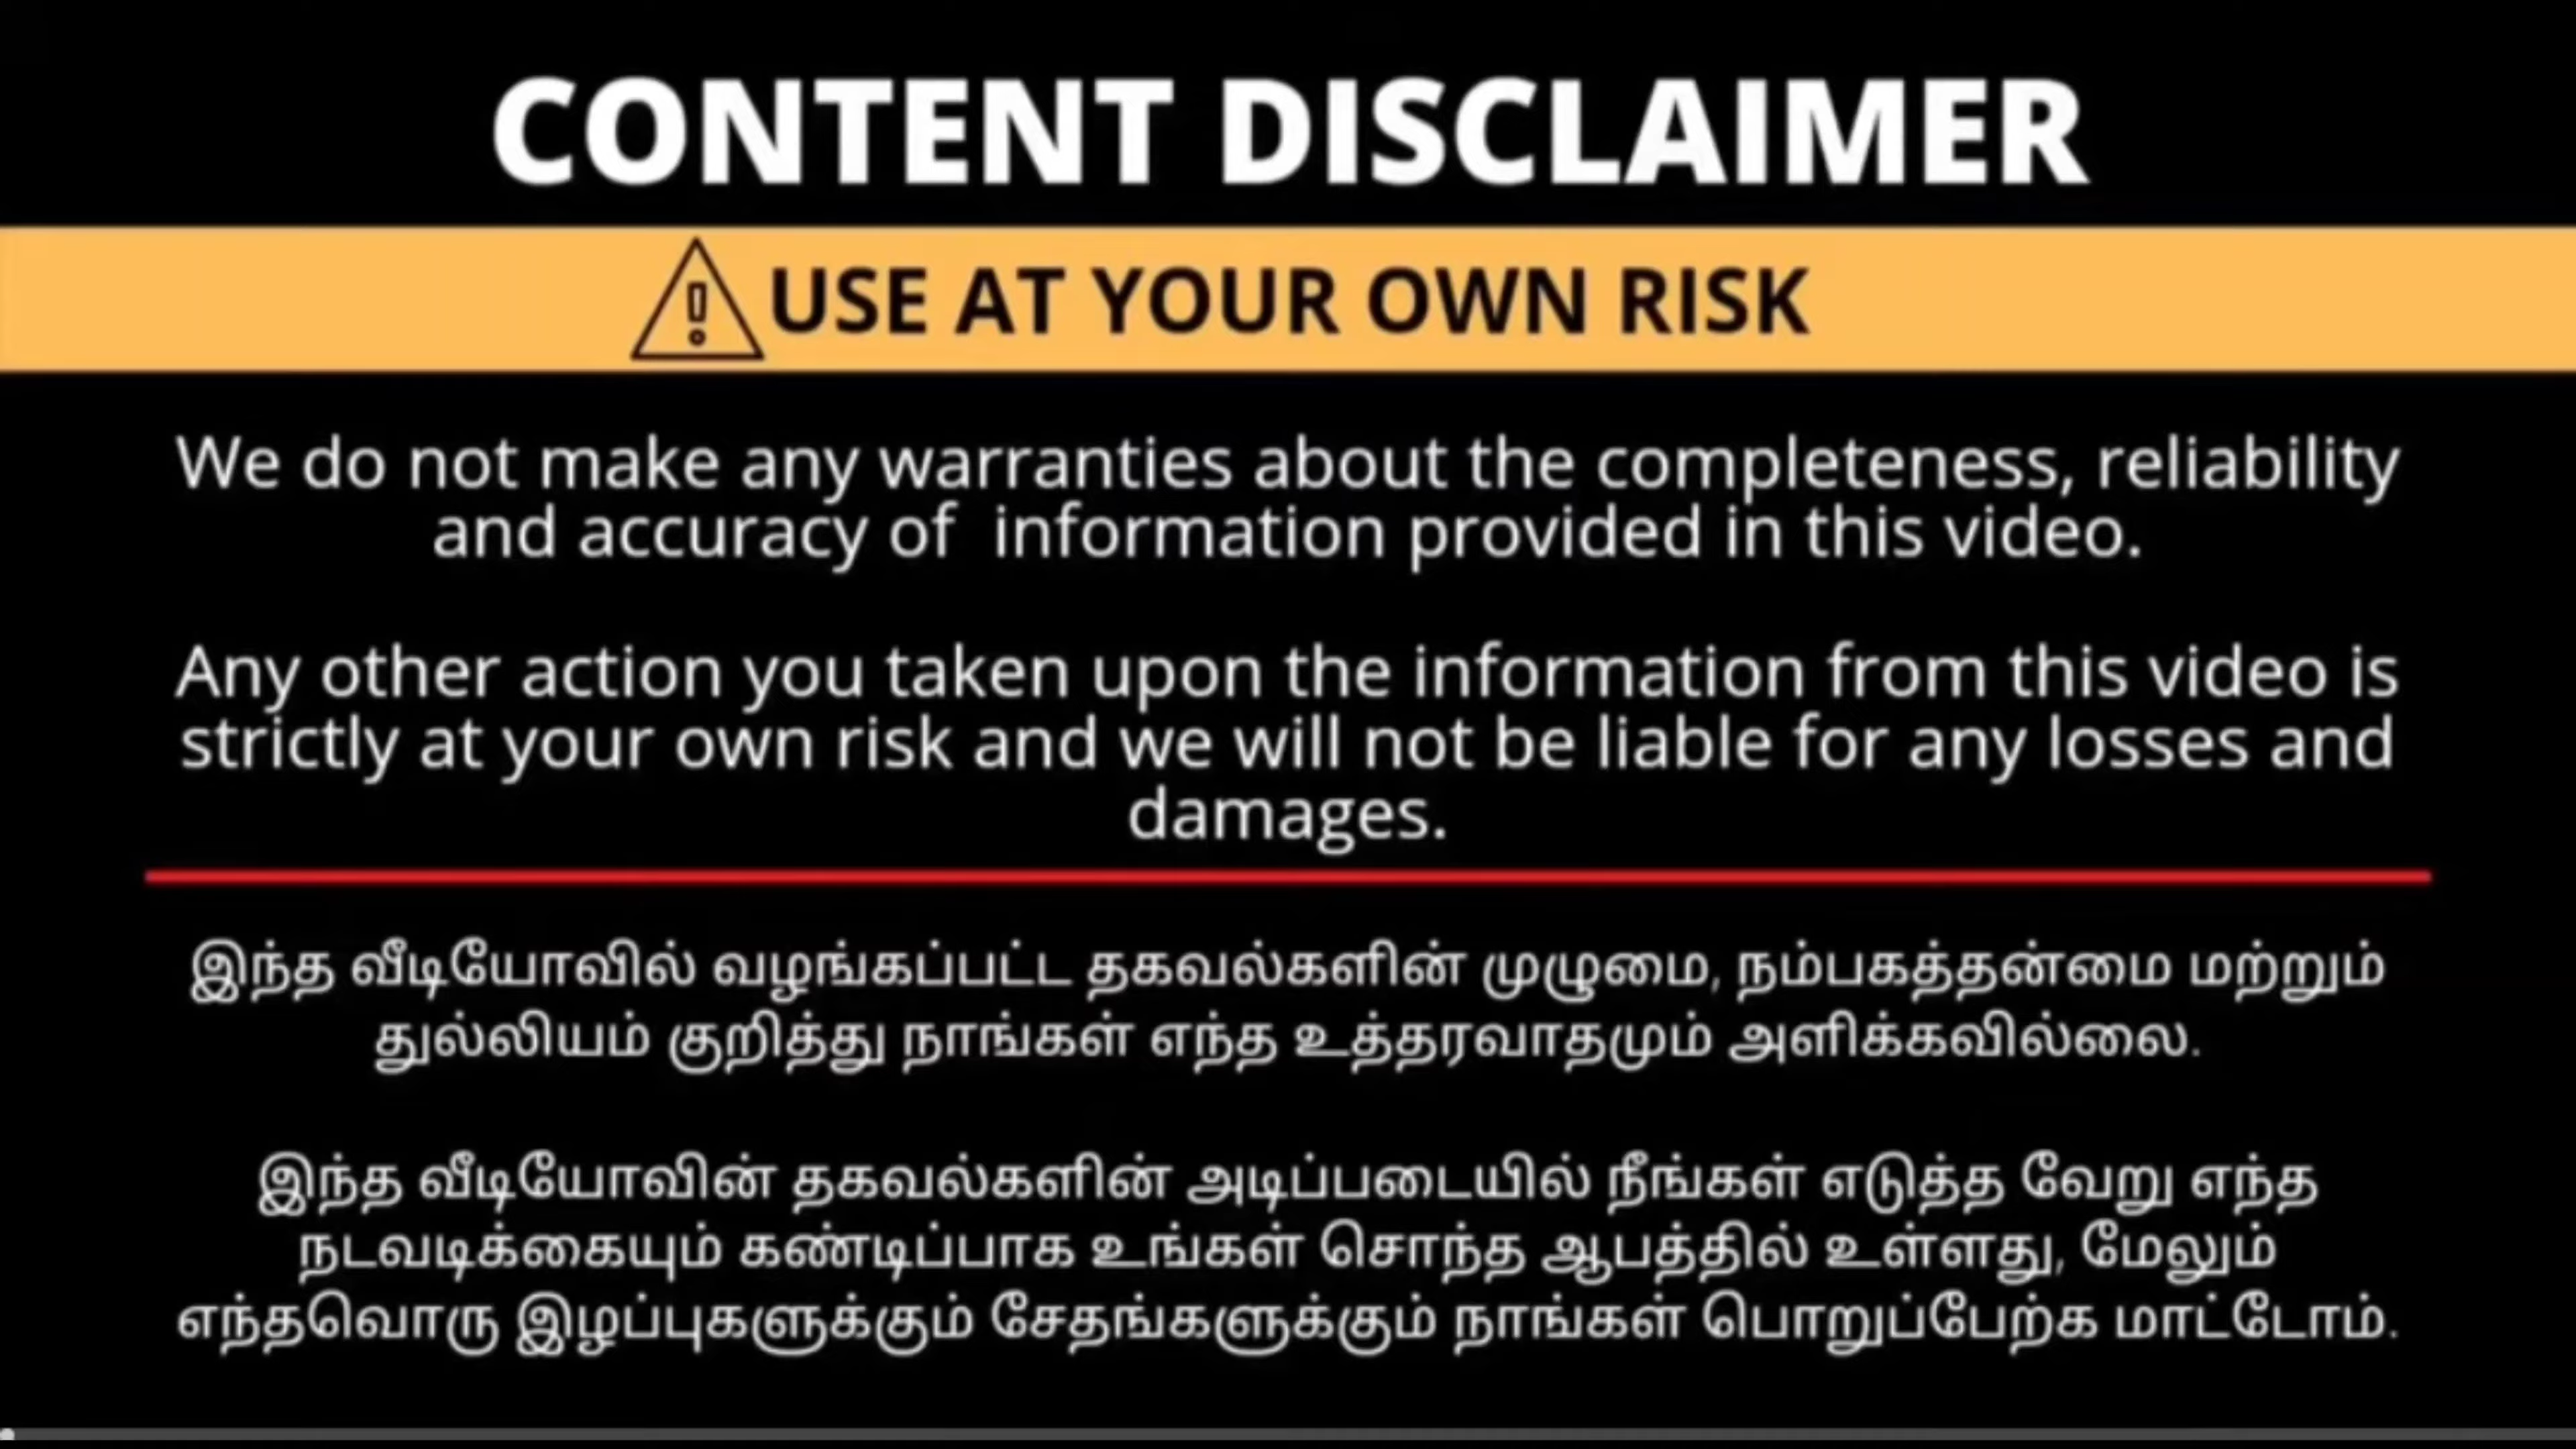 CONTENT DISCLAIMER
USE AT YOUR OWN RISK
We do not make any warranties about the completeness, reliability
and accuracy of information provided in this video.
Any other action you taken upon the information from this video is
strictly at your own risk and we will not be liable for any losses and
damages.
இந்த வீடியோவில் வழங்கப்பட்ட தகவல்களின் முழுமை, நம்பகத்தன்மை மற்றும்
துல்லியம் குறித்து நாங்கள் எந்த உத்தரவாதமும் அளிக்கவில்லை.
இந்த வீடியோவின் தகவல்களின் அடிப்படையில் நீங்கள் எடுத்த வேறு எந்த
நடவடிக்கையும் கண்டிப்பாக உங்கள் சொந்த ஆபத்தில் உள்ளது, மேலும்
எந்தவொரு இழப்புகளுக்கும் சேதங்களுக்கும் நாங்கள் பொறுப்பேற்க மாட்டோம்.